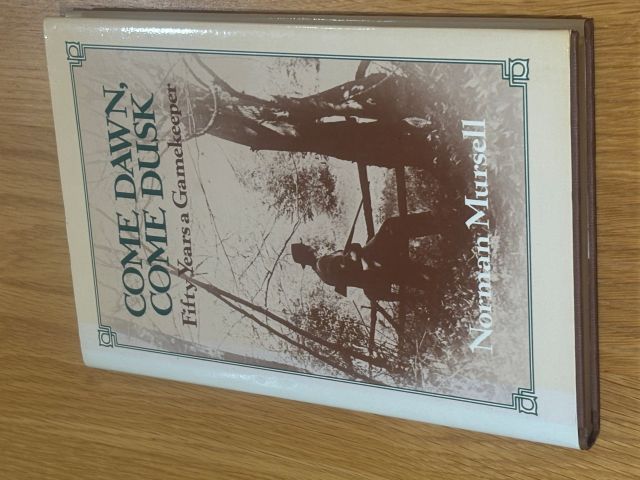 COME DAWN,
COME DUSK
Fifty Years a Gamekeeper
Norman Mursell